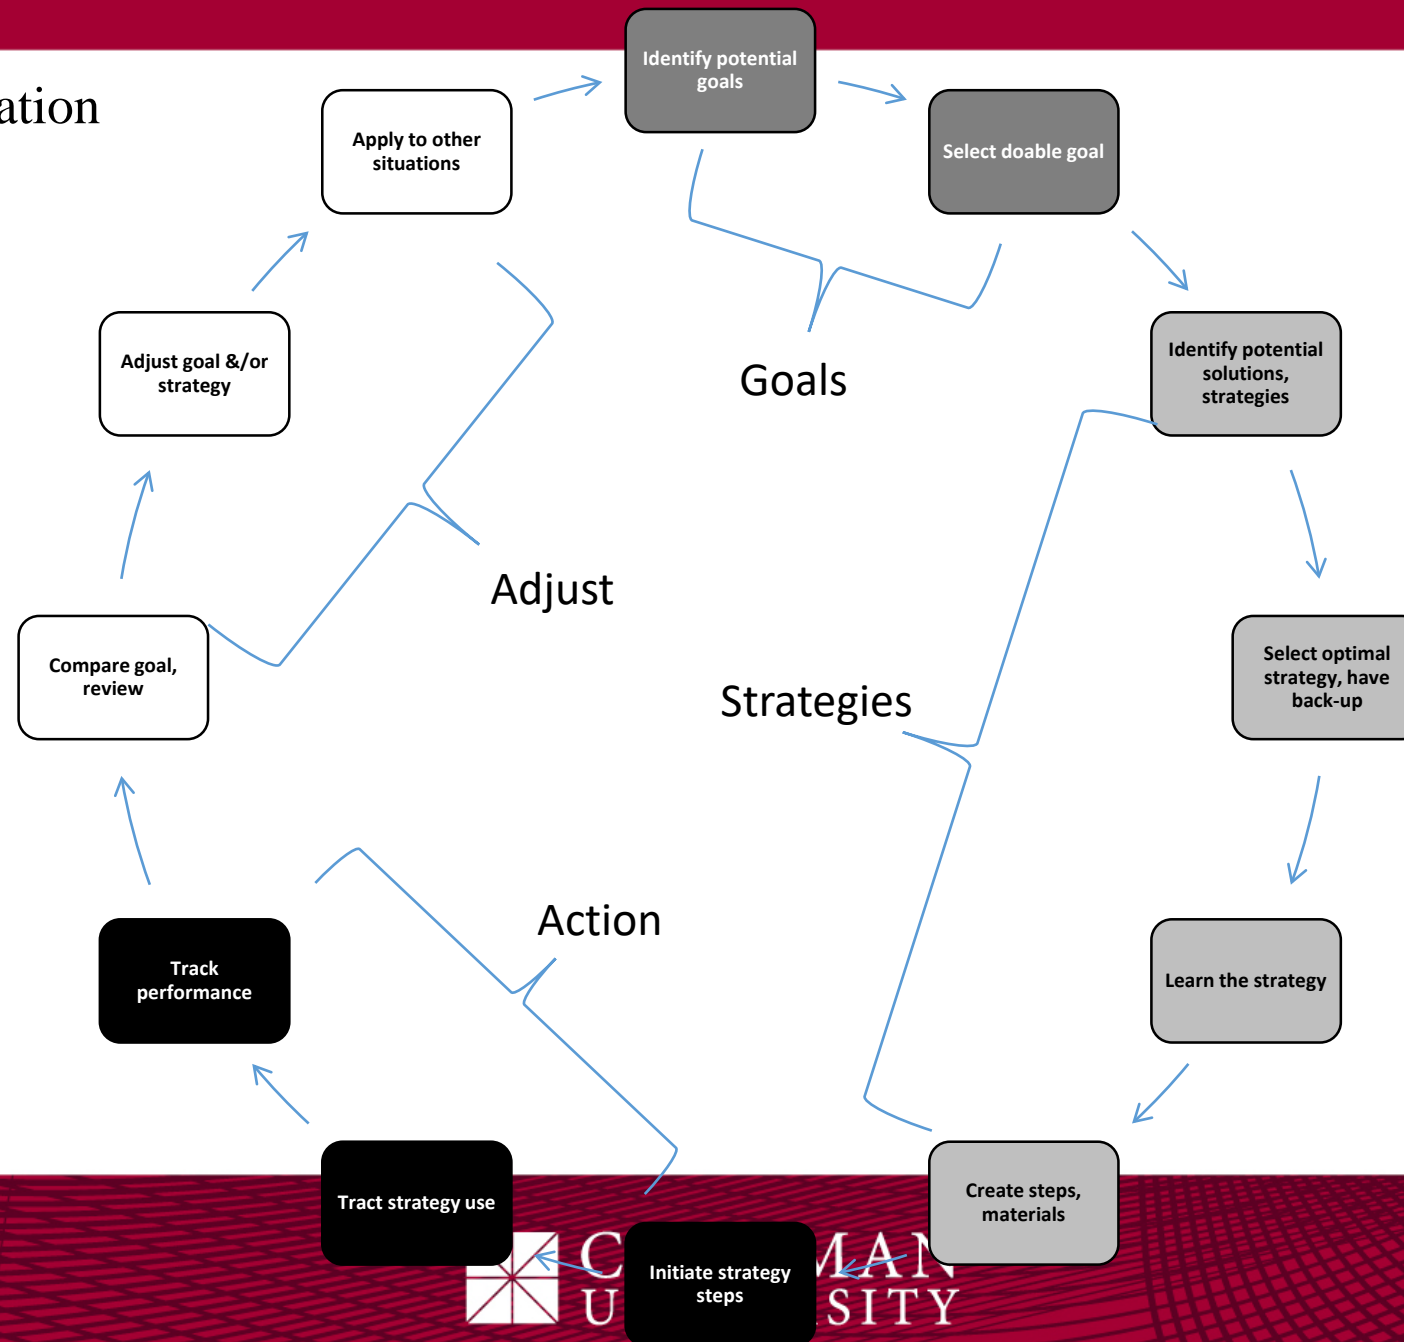 ation
Identify potential
goals
Select doable goal
Identify potential
solutions,
strategies
Select optimal
strategy, have
back-up
Learn the strategy
Create steps,
materials
Initiate strategy
steps
Tract strategy use
Track
performance
Compare goal,
review
Adjust goal &/or
strategy
Apply to other
situations
Goals
Strategies
Action
Adjust
C MAN
U SITY